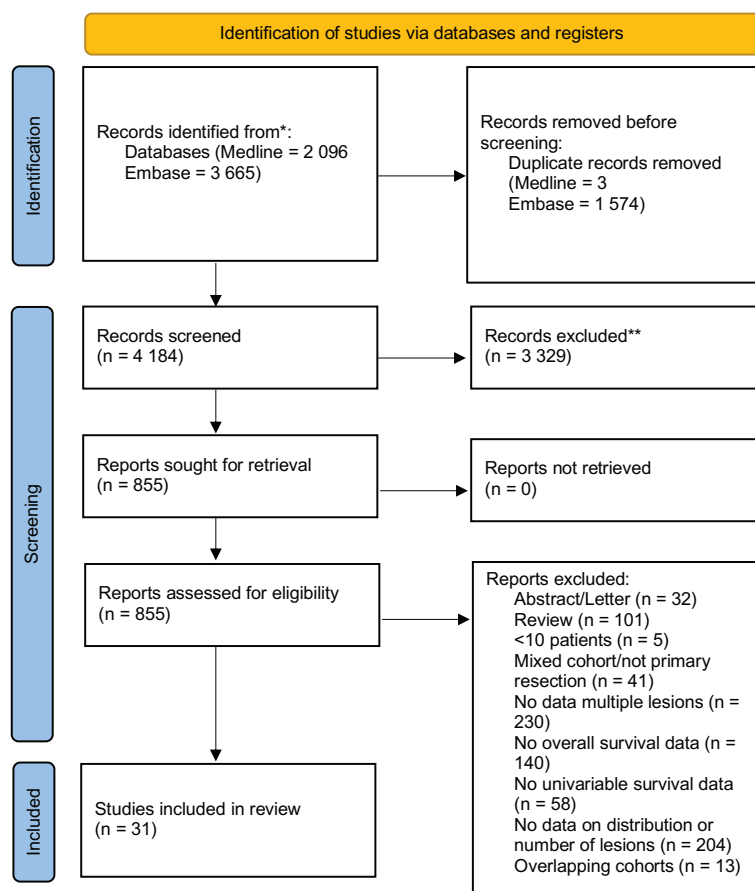 Identification of studies via databases and registers
Identification
Records identified from*:
Databases (Medline = 2 096
Embase = 3 665)
Records removed before
screening:
Duplicate records removed
(Medline = 3
Embase = 1 574)
Screening
Records screened
(n = 4 184)
Records excluded**
(n = 3 329)
Reports sought for retrieval
(n = 855)
Reports not retrieved
(n = 0)
Reports assessed for eligibility
(n = 855)
Reports excluded:
Abstract/Letter (n = 32)
Review (n = 101)
<10 patients (n = 5)
Mixed cohort/not primary
resection (n = 41)
No data multiple lesions (n =
230)
No overall survival data (n =
140)
No univariable survival data
(n = 58)
No data on distribution or
number of lesions (n = 204)
Overlapping cohorts (n = 13)
Included
Studies included in review
(n = 31)